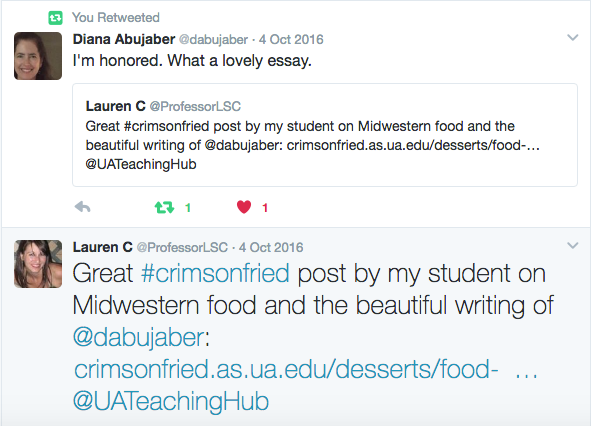 You Retweeted
Diana Abujaber @dabujaber · 4 Oct 2016
I'm honored. What a lovely essay.
Lauren C @ProfessorLSC
Great #crimsonfried post by my student on Midwestern food and the
beautiful writing of @dabujaber: crimsonfried.as.ua.edu/desserts/food-…
@UATeachingHub
1 1
Lauren C @ProfessorLSC · 4 Oct 2016
Great #crimsonfried post by my student on
Midwestern food and the beautiful writing of
@dabujaber:
crimsonfried.as.ua.edu/desserts/food- …
@UATeachingHub